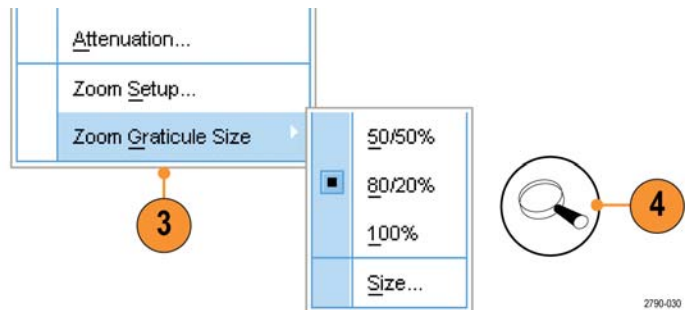 Attenuation...
Zoom Setup...
Zoom Graticule Size
3
50/50%
80/20%
100%
Size...
4
2790-030